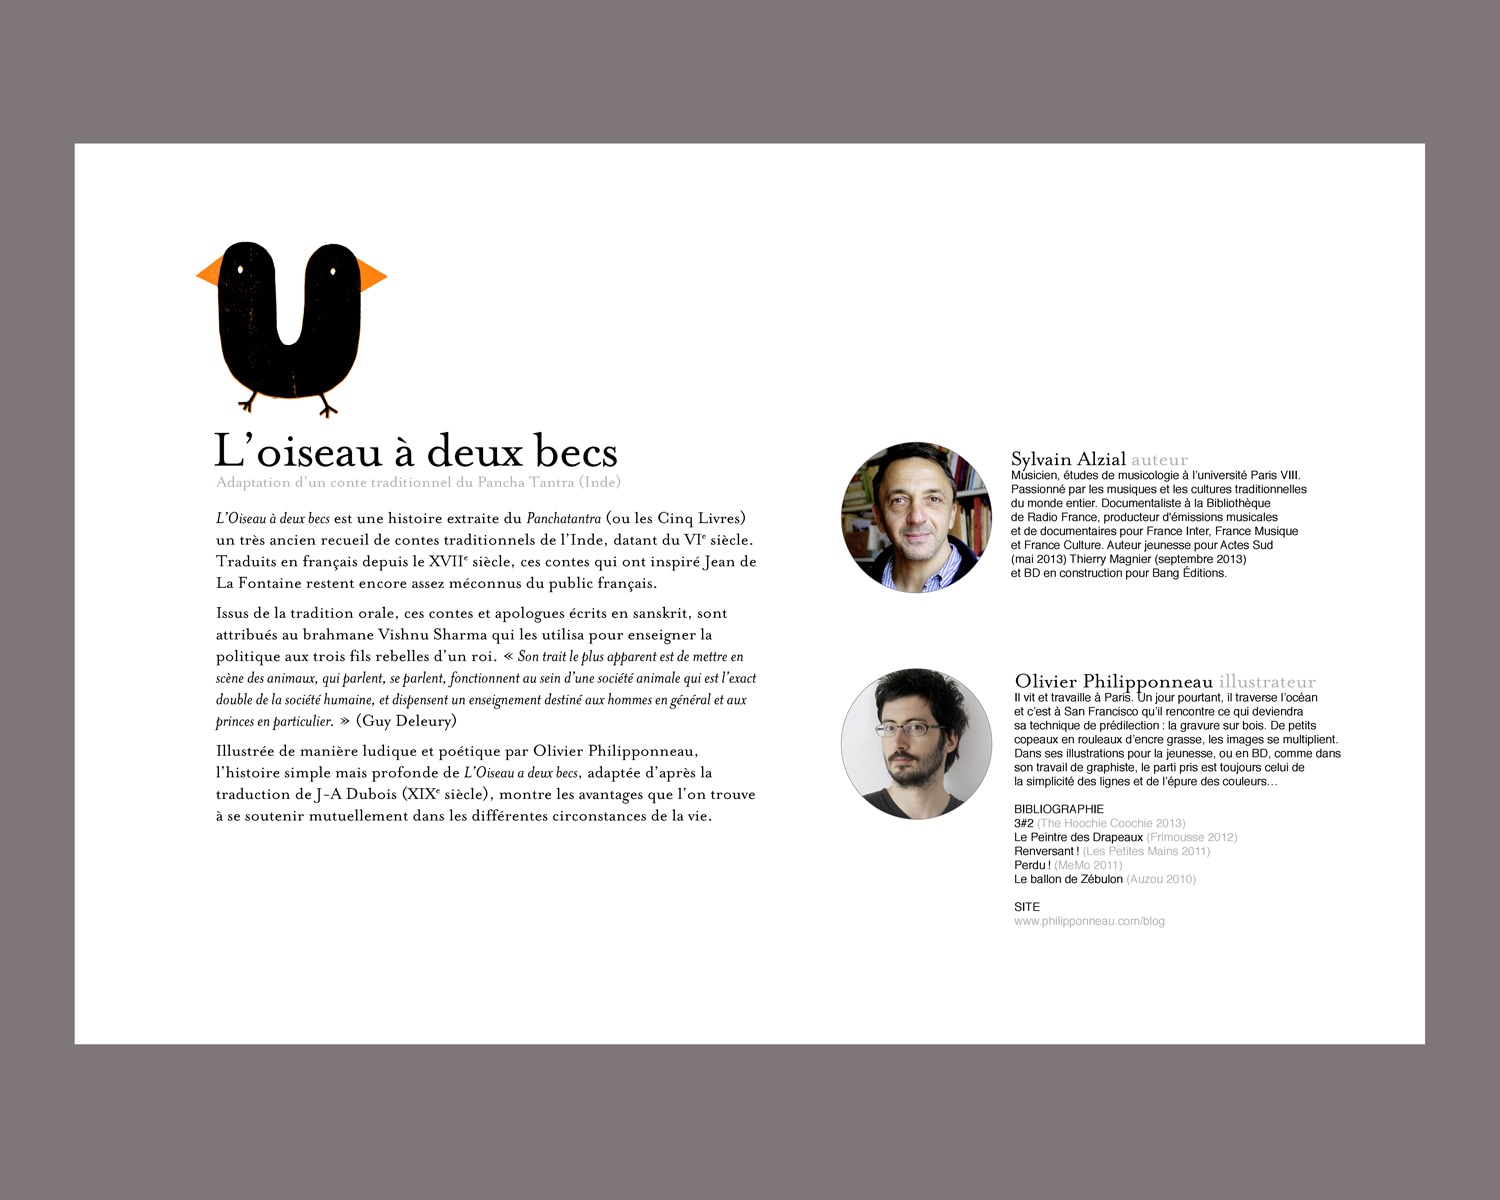 L’oiseau à deux becs
Adaptation d’un conte traditionnel du Pancha Tantra (Inde)
L’Oiseau à deux becs est une histoire extraite du Panchatantra (ou les Cinq Livres)
un très ancien recueil de contes traditionnels de l’Inde, datant du VIe siècle.
Traduits en français depuis le XVIIe siècle, ces contes qui ont inspiré Jean de
La Fontaine restent encore assez méconnus du public français.
Issus de la tradition orale, ces contes et apologues écrits en sanskrit, sont
attribués au brahmane Vishnu Sharma qui les utilisa pour enseigner la
politique aux trois fils rebelles d’un roi. « Son trait le plus apparent est de mettre en
scène des animaux, qui parlent, se parlent, fonctionnent au sein d’une société animale qui est l’exact
double de la société humaine, et dispensent un enseignement destiné aux hommes en général et aux
princes en particulier. » (Guy Deleury)
Illustrée de manière ludique et poétique par Olivier Philipponneau,
l’histoire simple mais profonde de L’Oiseau a deux becs, adaptée d’après la
traduction de J-A Dubois (XIXe siècle), montre les avantages que l’on trouve
à se soutenir mutuellement dans les différentes circonstances de la vie.
Sylvain Alzial auteur
Musicien, études de musicologie à l’université Paris VIII.
Passionné par les musiques et les cultures traditionnelles
du monde entier. Documentaliste à la Bibliothèque
de Radio France, producteur d'émissions musicales
et de documentaires pour France Inter, France Musique
et France Culture. Auteur jeunesse pour Actes Sud
(mai 2013) Thierry Magnier (septembre 2013)
et BD en construction pour Bang Éditions.
Olivier Philipponneau illustrateur
Il vit et travaille à Paris. Un jour pourtant, il traverse l’océan
et c’est à San Francisco qu’il rencontre ce qui deviendra
sa technique de prédilection : la gravure sur bois. De petits
copeaux en rouleaux d’encre grasse, les images se multiplient.
Dans ses illustrations pour la jeunesse, ou en BD, comme dans
son travail de graphiste, le parti pris est toujours celui de
la simplicité des lignes et de l’épure des couleurs…
BIBLIOGRAPHIE
3#2 (The Hoochie Coochie 2013)
Le Peintre des Drapeaux (Frimousse 2012)
Renversant ! (Les Petites Mains 2011)
Perdu ! (MeMo 2011)
Le ballon de Zébulon (Auzou 2010)
SITE
www.philipponneau.com/blog